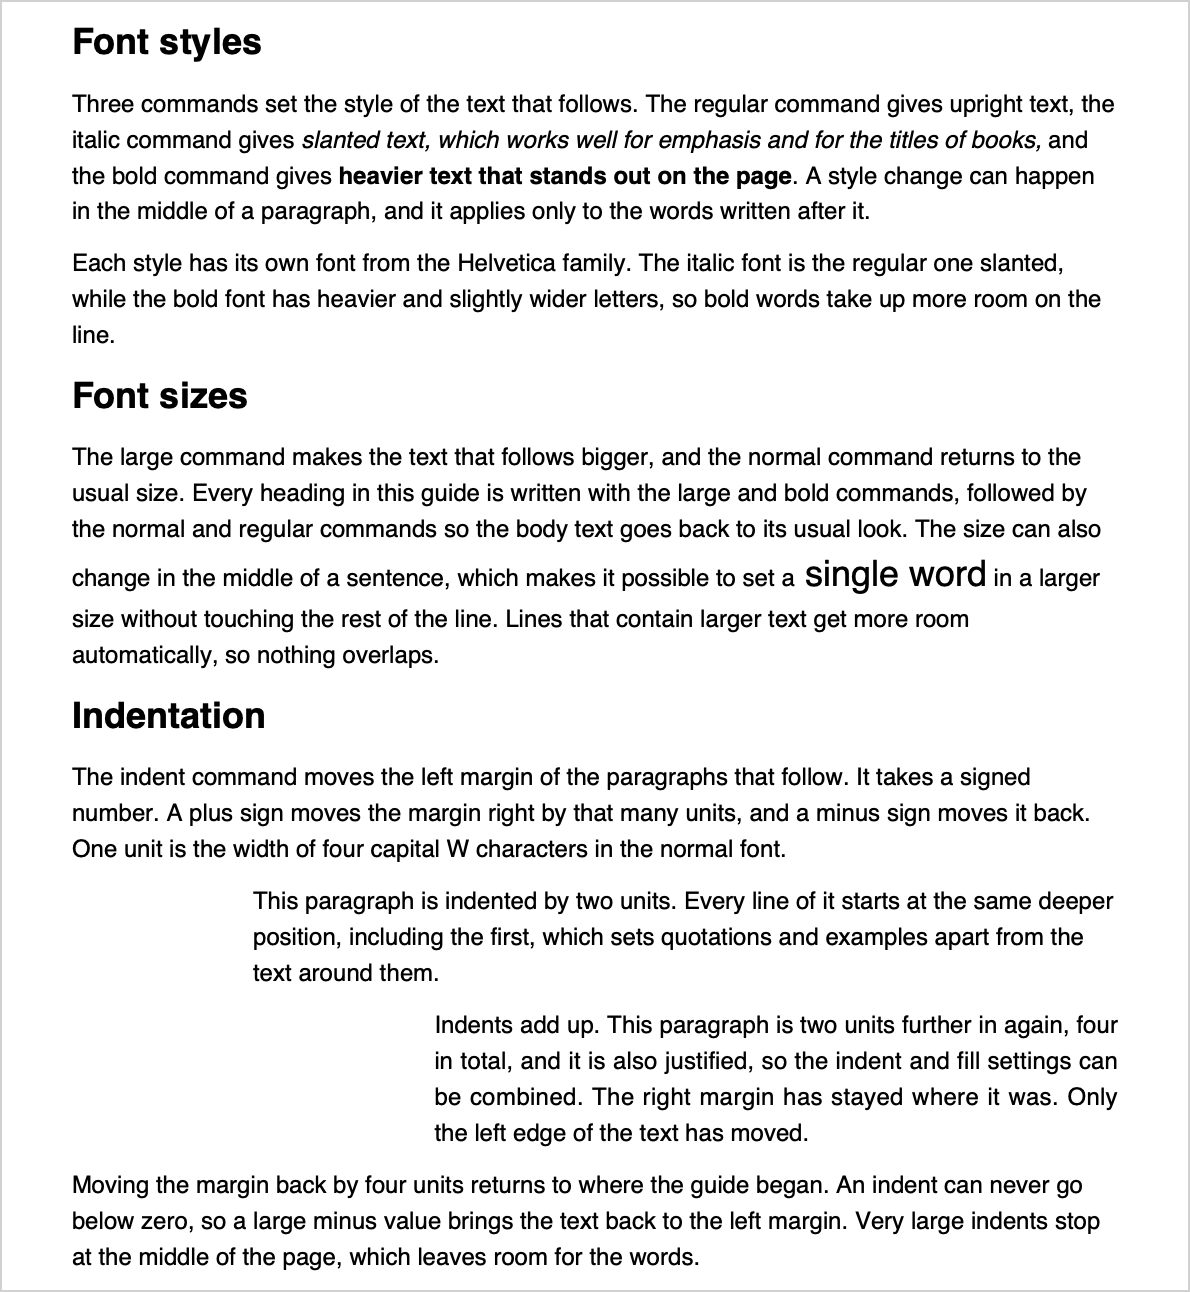 Font styles
Three commands set the style of the text that follows. The regular command gives upright text, the
italic command gives slanted text, which works well for emphasis and for the titles of books, and
the bold command gives heavier text that stands out on the page. A style change can happen
in the middle of a paragraph, and it applies only to the words written after it.
Each style has its own font from the Helvetica family. The italic font is the regular one slanted,
while the bold font has heavier and slightly wider letters, so bold words take up more room on the
line.
Font sizes
The large command makes the text that follows bigger, and the normal command returns to the
usual size. Every heading in this guide is written with the large and bold commands, followed by
the normal and regular commands so the body text goes back to its usual look. The size can also
change in the middle of a sentence, which makes it possible to set a single word in a larger
size without touching the rest of the line. Lines that contain larger text get more room
automatically, so nothing overlaps.
Indentation
The indent command moves the left margin of the paragraphs that follow. It takes a signed
number. A plus sign moves the margin right by that many units, and a minus sign moves it back.
One unit is the width of four capital W characters in the normal font.
This paragraph is indented by two units. Every line of it starts at the same deeper
position, including the first, which sets quotations and examples apart from the
text around them.
Indents add up. This paragraph is two units further in again, four
in total, and it is also justified, so the indent and fill settings can
be combined. The right margin has stayed where it was. Only
the left edge of the text has moved.
Moving the margin back by four units returns to where the guide began. An indent can never go
below zero, so a large minus value brings the text back to the left margin. Very large indents stop
at the middle of the page, which leaves room for the words.